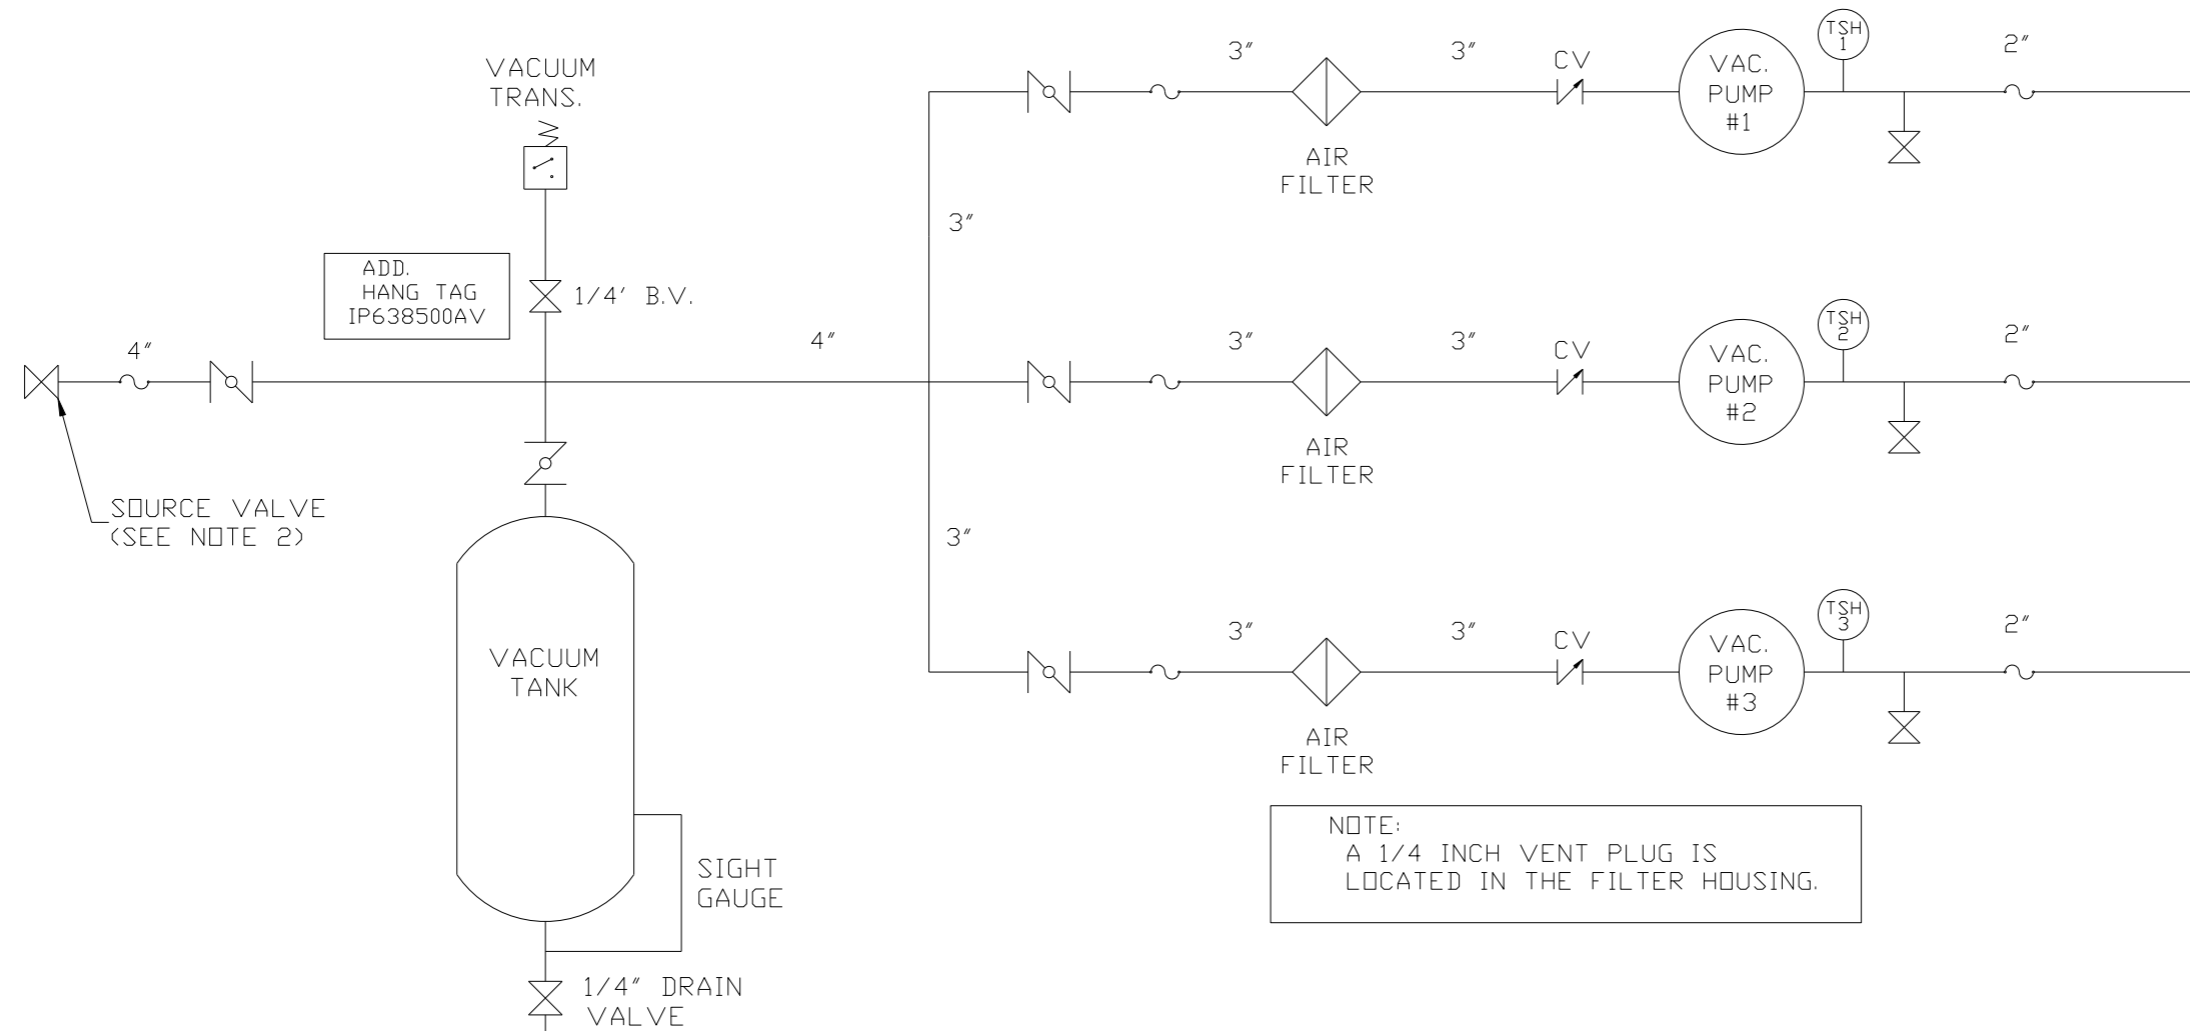 VACUUM
TRANS.
ADD.
HANG TAG
IP638500AV
1/4' B.V.
4"
4"
SOURCE VALVE
(SEE NOTE 2)
VACUUM
TANK
SIGHT
GAUGE
1/4" DRAIN
VALVE
3"
3"
3"
3"
CV
VAC.
PUMP
#1
TSH
1
2"
AIR
FILTER
3"
3"
CV
VAC.
PUMP
#2
TSH
2
2"
AIR
FILTER
3"
3"
CV
VAC.
PUMP
#3
TSH
3
2"
AIR
FILTER
NOTE:
A 1/4 INCH VENT PLUG IS
LOCATED IN THE FILTER HOUSING.